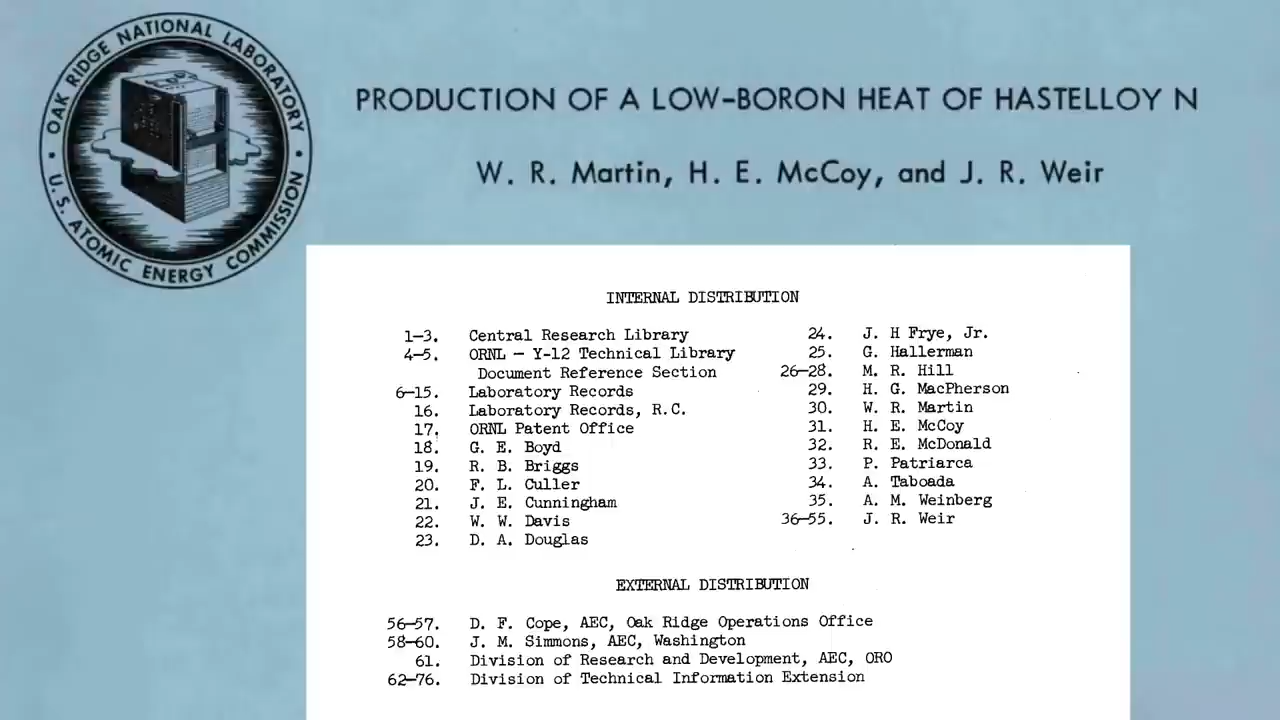 OAK RIDGE NATIONAL LABORATORY
U.S. ATOMIC ENERGY COMMISSION
PRODUCTION OF A LOW-BORON HEAT OF HASTELLOY N
W. R. Martin, H. E. McCoy, and J. R. Weir
INTERNAL DISTRIBUTION
1-3. Central Research Library
4-5. ORNL - Y-12 Technical Library
Document Reference Section
6-15. Laboratory Records
16. Laboratory Records, R.C.
17. ORNL Patent Office
18. G. E. Boyd
19. R. B. Briggs
20. F. L. Culler
21. J. E. Cunningham
22. W. W. Davis
23. D. A. Douglas
24. J. H Frye, Jr.
25. G. Hallerman
26-28. M. R. Hill
29. H. G. MacPherson
30. W. R. Martin
31. H. E. McCoy
32. R. E. McDonald
33. P. Patriarca
34. A. Taboada
35. A. M. Weinberg
36-55. J. R. Weir
EXTERNAL DISTRIBUTION
56-57. D. F. Cope, AEC, Oak Ridge Operations Office
58-60. J. M. Simmons, AEC, Washington
61. Division of Research and Development, AEC, ORO
62-76. Division of Technical Information Extension